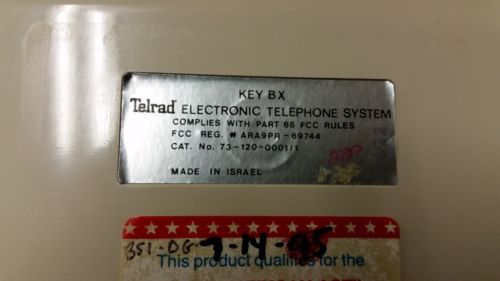 KEY BX
Telrad ELECTRONIC TELEPHONE SYSTEM
COMPLIES WITH PART 68 FCC RULES
FCC REG. # ARA9PR-69744
CAT. No. 73-120-0001/1
MADE IN ISRAEL
BSI-DG 7-14-95
This product qualifies for the